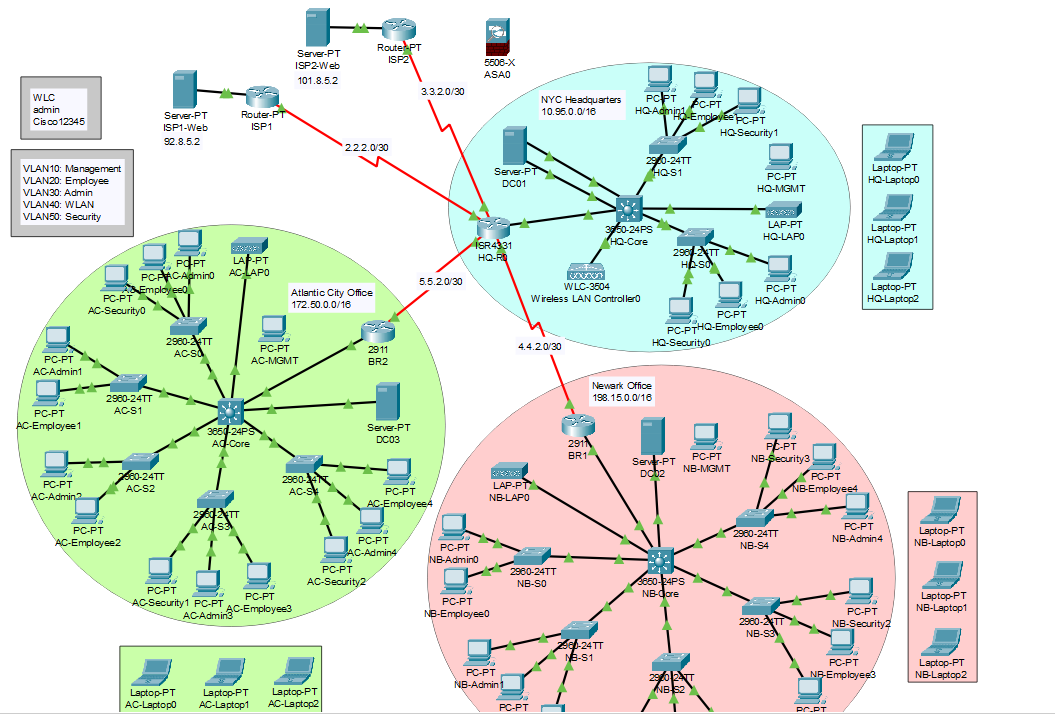 Server-PT
ISP2-Web
101.8.5.2
Router-PT
ISP2
5506-X
ASA0
WLC
admin
Cisco12345
Server-PT
ISP1-Web
92.8.5.2
Router-PT
ISP1
3.3.2.0/30
2.2.2.0/30
VLAN10: Management
VLAN20: Employee
VLAN30: Admin
VLAN40: WLAN
VLAN50: Security
NYC Headquarters
10.95.0.0/16
PC-PT
HQ-Admin1
PC-PT
HQ-Employee1
PC-PT
HQ-Security1
2960-24TT
HQ-S1
Server-PT
DC01
PC-PT
HQ-MGMT
3650-24PS
HQ-Core
LAP-PT
HQ-LAP0
ISR4331
HQ-R0
2960-24TT
HQ-S0
WLC-3504
Wireless LAN Controller0
PC-PT
HQ-Admin0
PC-PT
HQ-Employee0
PC-PT
HQ-Security0
Laptop-PT
HQ-Laptop0
Laptop-PT
HQ-Laptop1
Laptop-PT
HQ-Laptop2
5.5.2.0/30
4.4.2.0/30
Atlantic City Office
172.50.0.0/16
PC-PT
AC-Admin0
PC-PT
AC-Employee0
PC-PT
AC-Security0
LAP-PT
AC-LAP0
2960-24TT
AC-S0
PC-PT
AC-MGMT
2911
BR2
PC-PT
AC-Admin1
PC-PT
AC-Employee1
2960-24TT
AC-S1
3650-24PS
AC-Core
Server-PT
DC03
PC-PT
AC-Admin2
2960-24TT
AC-S2
PC-PT
AC-Employee2
2960-24TT
AC-S3
2960-24TT
AC-S4
PC-PT
AC-Employee4
PC-PT
AC-Admin4
PC-PT
AC-Security2
PC-PT
AC-Security1
PC-PT
AC-Admin3
PC-PT
AC-Employee3
Laptop-PT
AC-Laptop0
Laptop-PT
AC-Laptop1
Laptop-PT
AC-Laptop2
Newark Office
198.15.0.0/16
2911
BR1
Server-PT
DC02
PC-PT
NB-MGMT
PC-PT
NB-Security3
PC-PT
NB-Employee4
PC-PT
NB-Admin4
LAP-PT
NB-LAP0
2960-24TT
NB-S4
PC-PT
NB-Admin0
2960-24TT
NB-S0
PC-PT
NB-Employee0
3650-24PS
NB-Core
2960-24TT
NB-S3
PC-PT
NB-Security2
PC-PT
NB-Employee3
PC-PT
2960-24TT
NB-S1
PC-PT
NB-Admin1
PC-PT
2960-24TT
NB-S2
Laptop-PT
NB-Laptop0
Laptop-PT
NB-Laptop1
Laptop-PT
NB-Laptop2